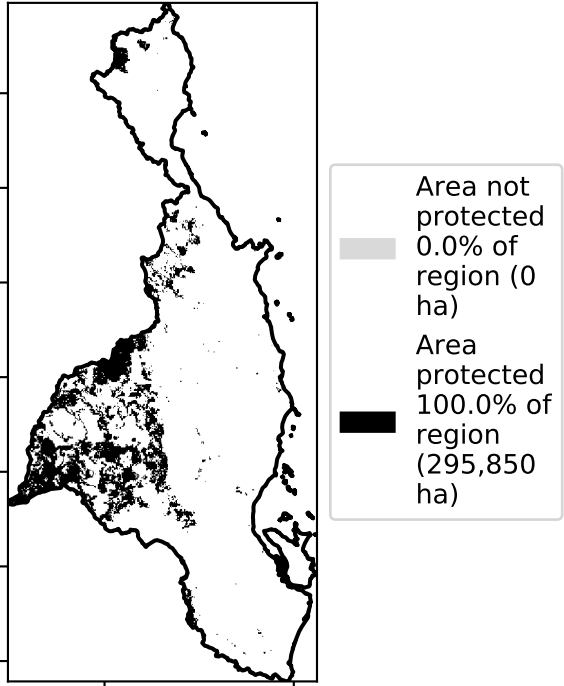 Area not
protected
0.0% of
region (0
ha)
Area
protected
100.0% of
region
(295,850
ha)